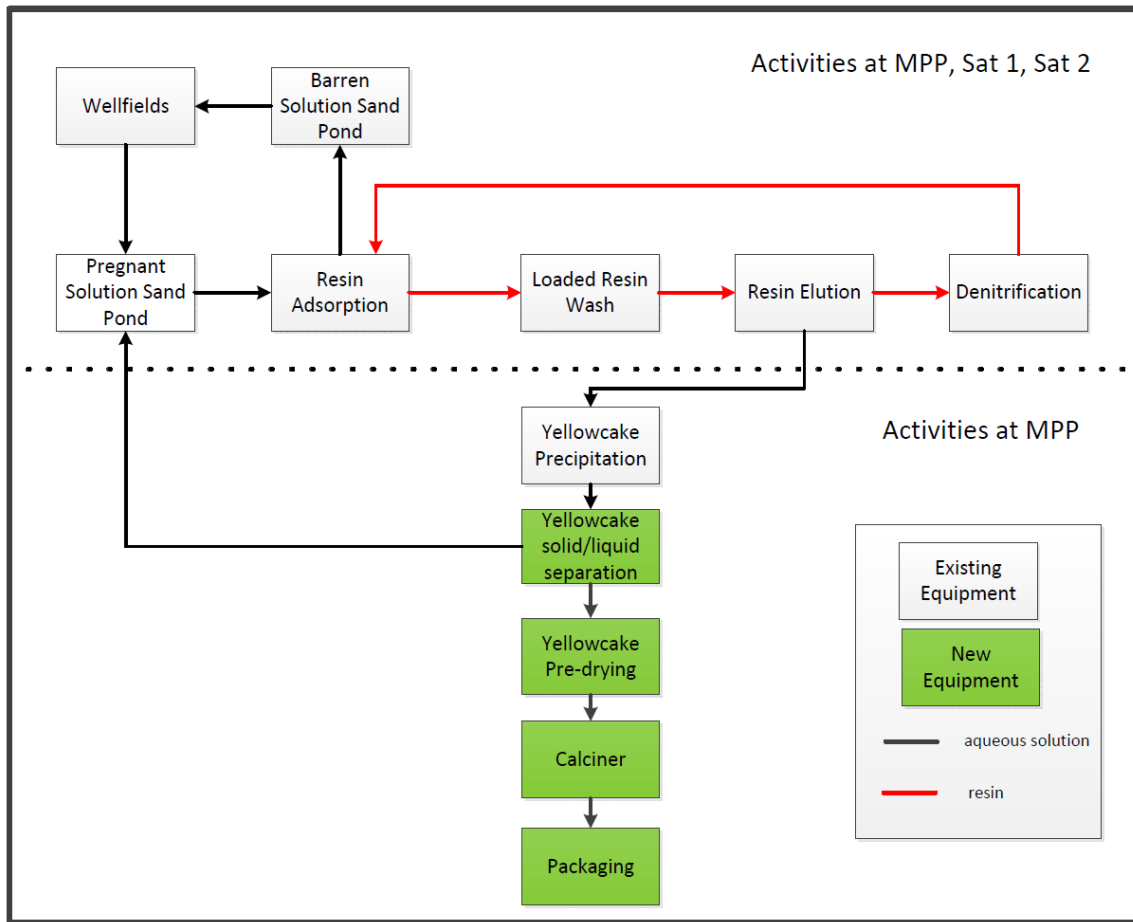 Activities at MPP, Sat 1, Sat 2
Wellfields
Barren
Solution Sand
Pond
Pregnant
Solution Sand
Pond
Resin
Adsorption
Loaded Resin
Wash
Resin Elution
Denitrification
Activities at MPP
Yellowcake
Precipitation
Yellowcake
solid/liquid
separation
Yellowcake
Pre-drying
Calciner
Packaging
Existing
Equipment
New
Equipment
aqueous solution
resin